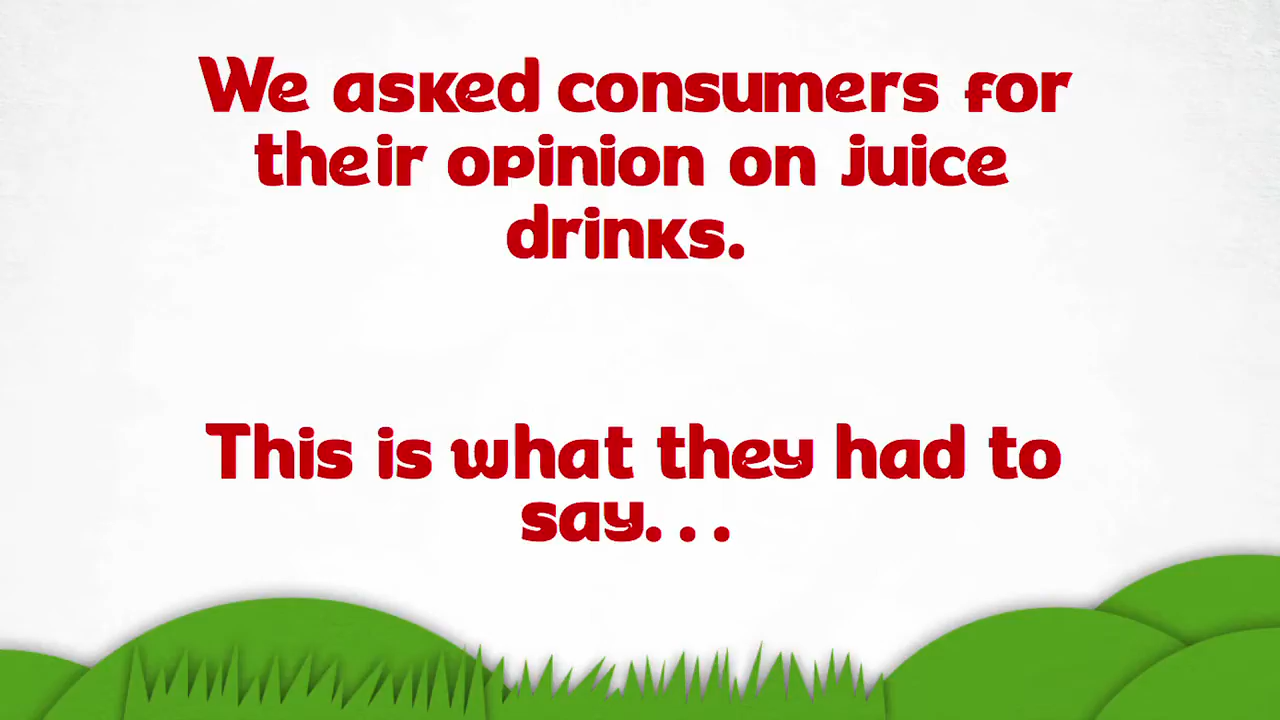 We asked consumers for
their opinion on juice
drinks.
This is what they had to
say...